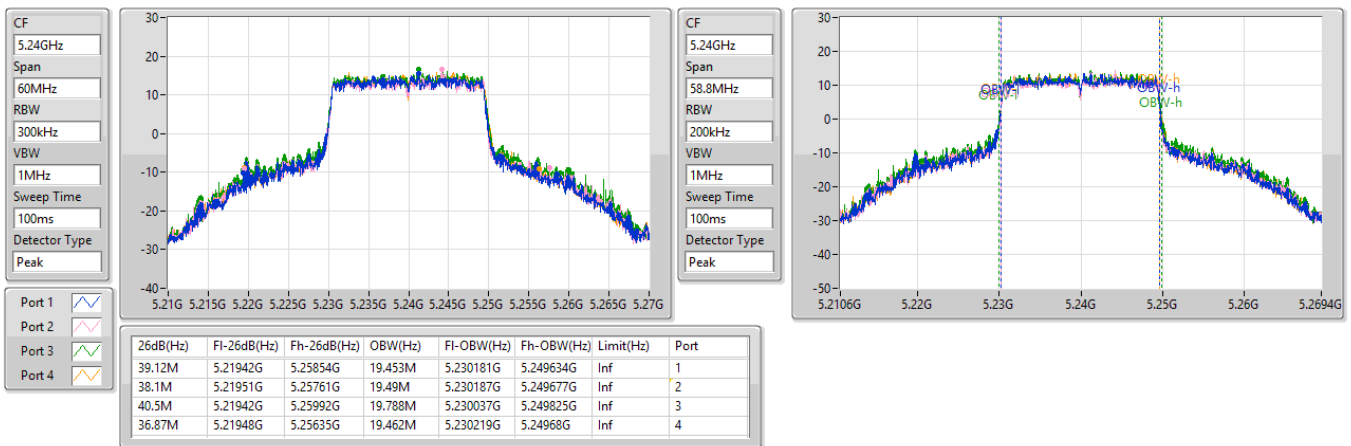 CF
5.24GHz
Span
60MHz
RBW
300kHz
VBW
1MHz
Sweep Time
100ms
Detector Type
Peak
30
20
10
0
-10
-20
-30
-40
5.21G 5.215G 5.22G 5.225G 5.23G 5.235G 5.24G 5.245G 5.25G 5.255G 5.26G 5.265G 5.27G
CF
5.24GHz
Span
58.8MHz
RBW
200kHz
VBW
1MHz
Sweep Time
100ms
Detector Type
Peak
30
20
10
0
-10
-20
-30
-40
-50
OBW-h
OBW-h
OBW-h
5.2106G 5.22G 5.23G 5.24G 5.25G 5.26G 5.2694G
Port 1
Port 2
Port 3
Port 4
26dB(Hz) Fl-26dB(Hz) Fh-26dB(Hz) OBW(Hz) Fl-OBW(Hz) Fh-OBW(Hz) Limit(Hz) Port
39.12M 5.21942G 5.25854G 19.453M 5.230181G 5.249634G Inf 1
38.1M 5.21951G 5.25761G 19.49M 5.230187G 5.249677G Inf 2
40.5M 5.21942G 5.25992G 19.788M 5.230037G 5.249825G Inf 3
36.87M 5.21948G 5.25635G 19.462M 5.230219G 5.24968G Inf 4